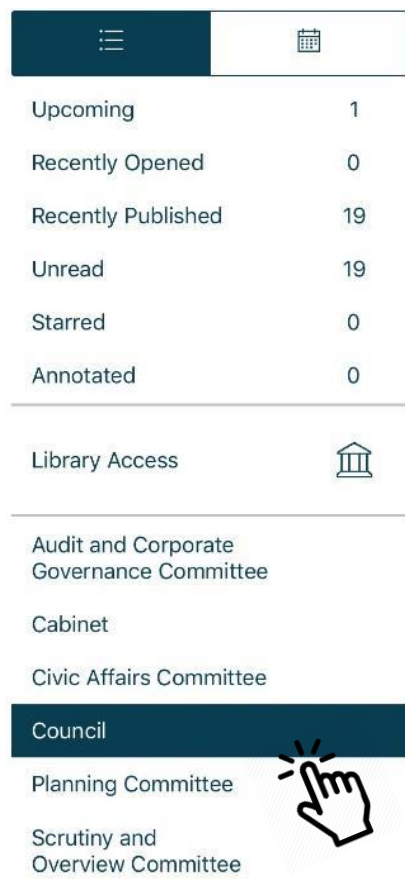 Upcoming 1
Recently Opened 0
Recently Published 19
Unread 19
Starred 0
Annotated 0
Library Access
Audit and Corporate
Governance Committee
Cabinet
Civic Affairs Committee
Council
Planning Committee
Scrutiny and
Overview Committee